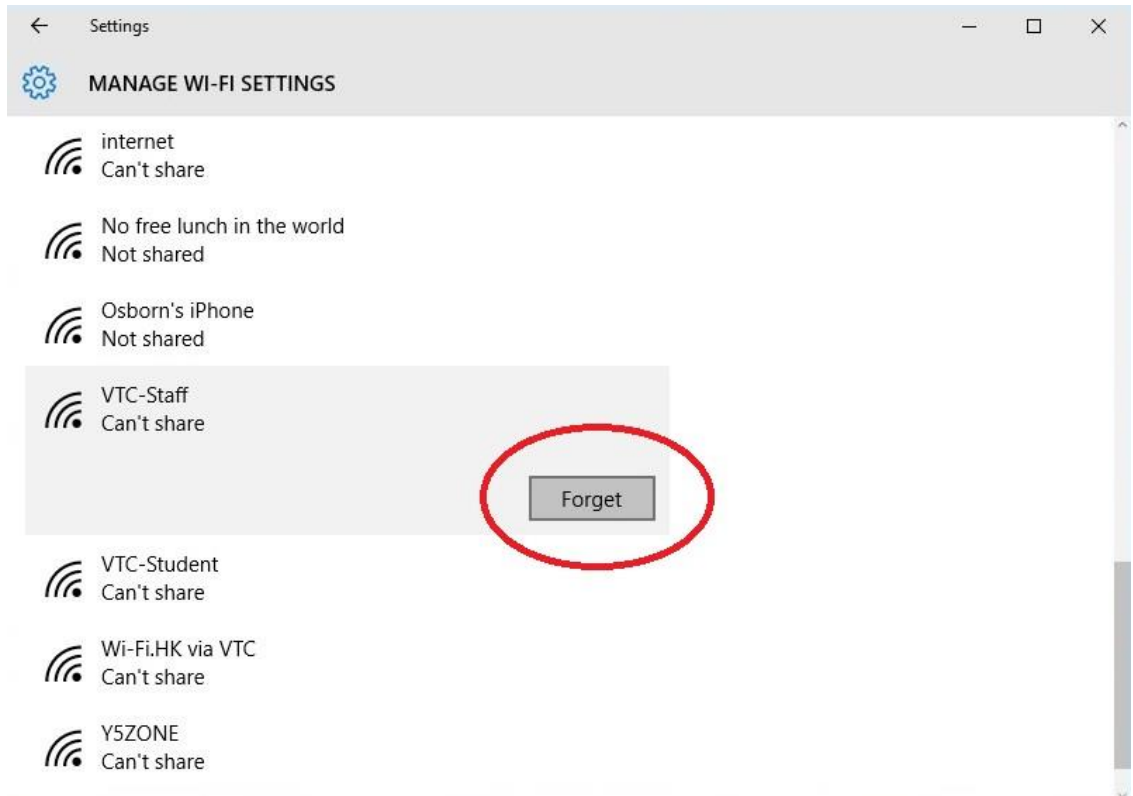 Settings
MANAGE WI-FI SETTINGS
internet
Can't share
No free lunch in the world
Not shared
Osborn's iPhone
Not shared
VTC-Staff
Can't share
Forget
VTC-Student
Can't share
Wi-Fi.HK via VTC
Can't share
Y5ZONE
Can't share